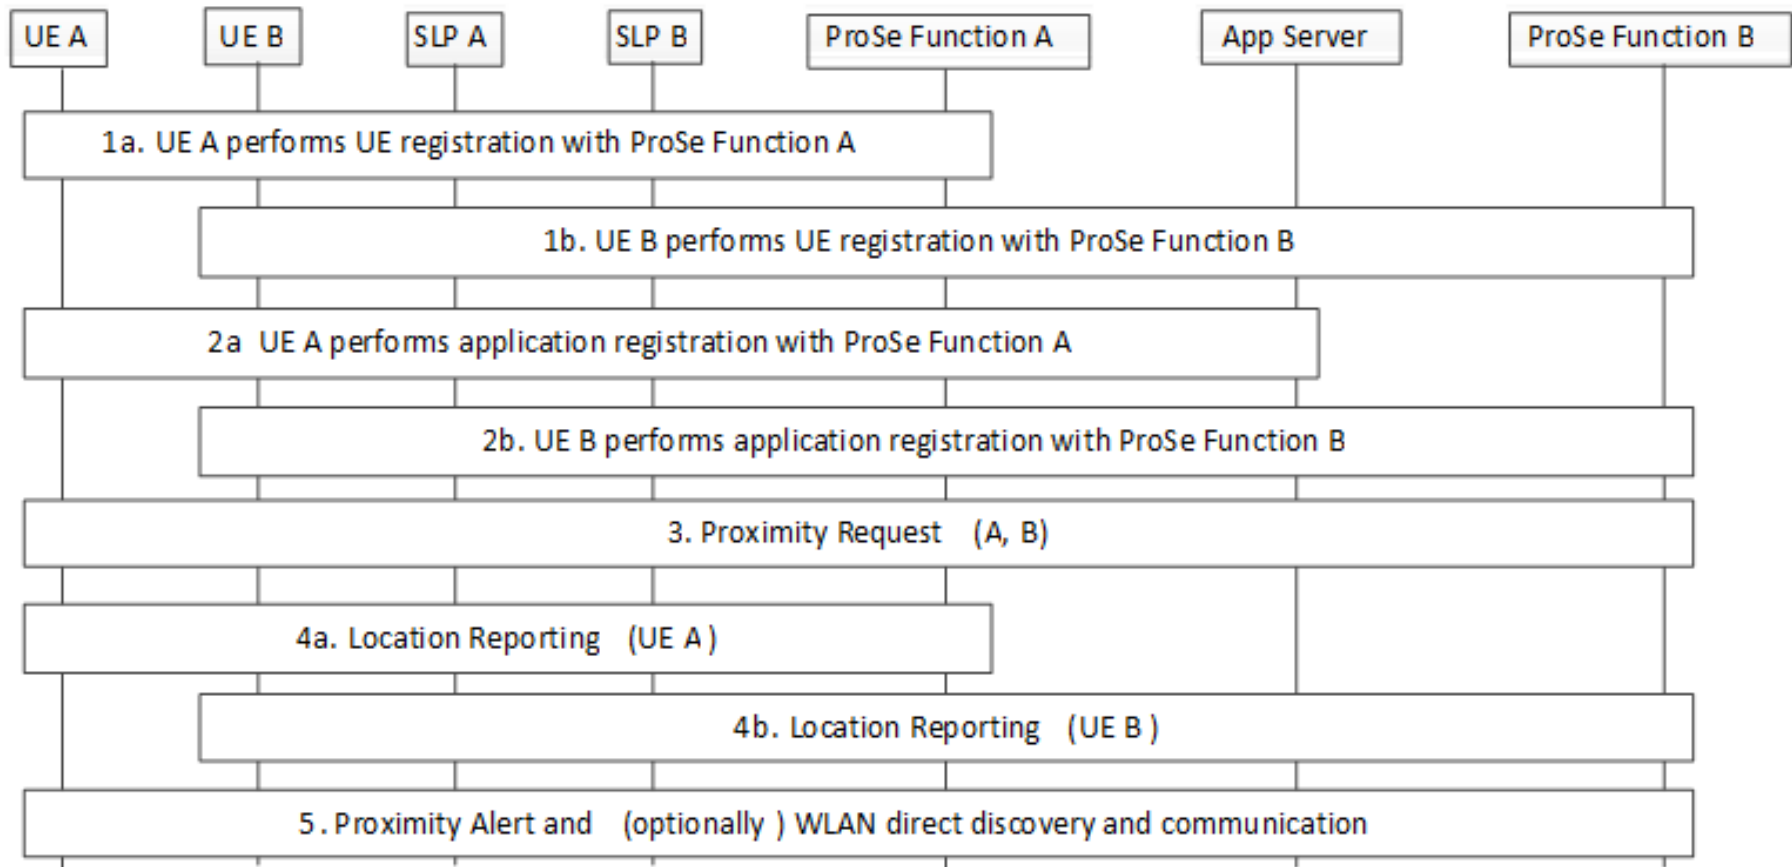 UE A
UE B
SLP A
SLP B
ProSe Function A
App Server
ProSe Function B
1a. UE A performs UE registration with ProSe Function A
1b. UE B performs UE registration with ProSe Function B
2a UE A performs application registration with ProSe Function A
2b. UE B performs application registration with ProSe Function B
3. Proximity Request (A, B)
4a. Location Reporting (UE A )
4b. Location Reporting (UE B )
5. Proximity Alert and (optionally ) WLAN direct discovery and communication